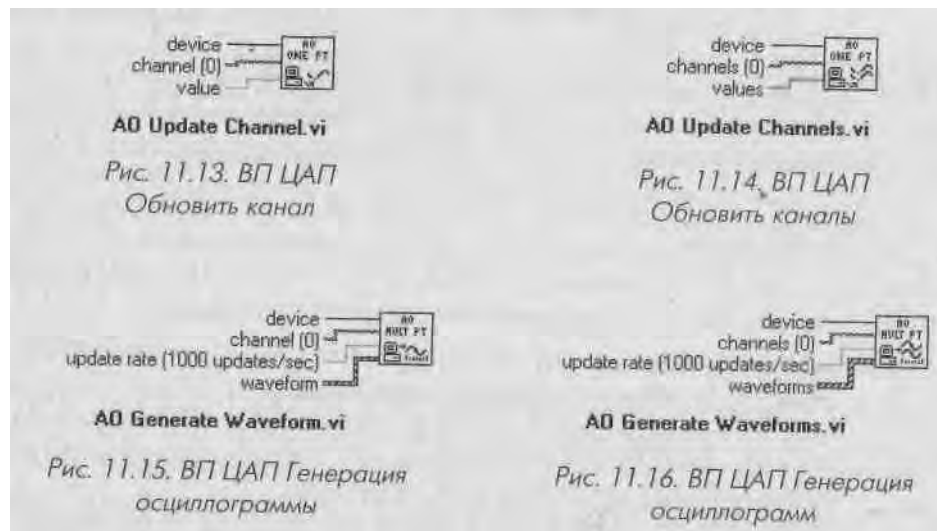 device
channel (0)
value
AO
ONE PT
AO Update Channel.vi
Рис. 11.13. ВП ЦАП
Обновить канал
device
channels (0)
values
AO
ONE PT
AO Update Channels.vi
Рис. 11.14. ВП ЦАП
Обновить каналы
device
channel (0)
update rate (1000 updates/sec)
waveform
AO
MULT PT
AO Generate Waveform.vi
Рис. 11.15. ВП ЦАП Генерация
осциллограммы
device
channels (0)
update rate (1000 updates/sec)
waveforms
AO
MULT PT
AO Generate Waveforms.vi
Рис. 11.16. ВП ЦАП Генерация
осциллограмм